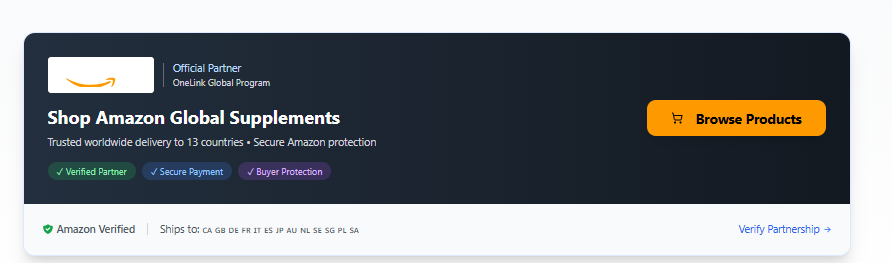 Official Partner
OneLink Global Program
Shop Amazon Global Supplements
Trusted worldwide delivery to 13 countries • Secure Amazon protection
✓ Verified Partner ✓ Secure Payment ✓ Buyer Protection
Browse Products
Amazon Verified Ships to: CA GB DE FR IT ES JP AU NL SE SG PL SA
Verify Partnership →